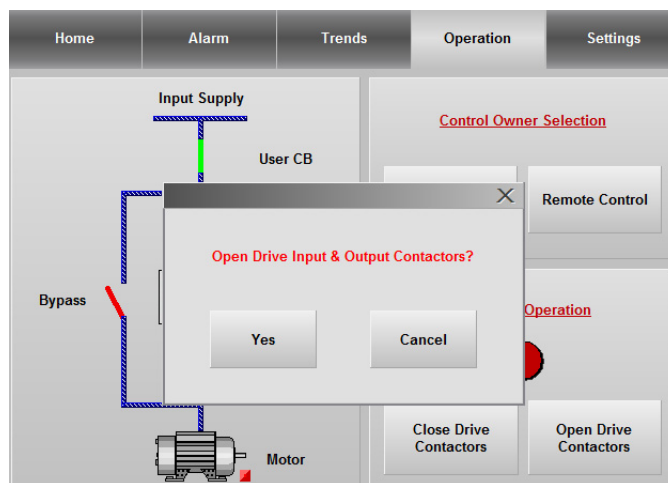 Home Alarm Trends Operation Settings
Input Supply
User CB
Bypass
Motor
Control Owner Selection
Remote Control
Open Drive Input & Output Contactors?
Yes Cancel
Operation
Close Drive
Contactors
Open Drive
Contactors